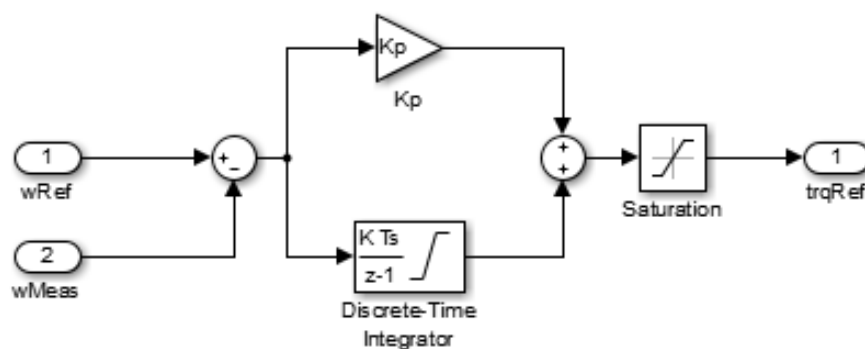 Kp
Kp
1
wRef
+
−
+
+
1
trqRef
Saturation
2
wMeas
K Ts
z-1
Discrete-Time
Integrator